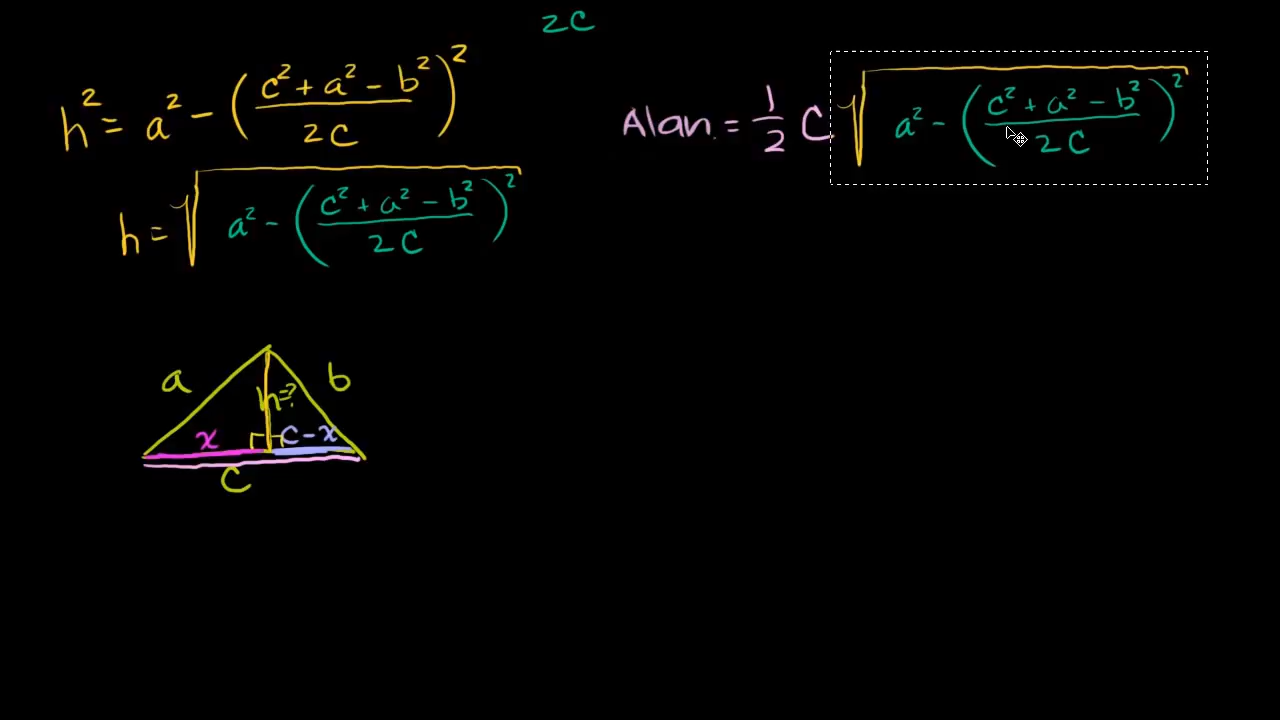 2C
h² = a² - ((c² + a² - b²) / 2C)²
h = √(a² - ((c² + a² - b²) / 2C)²)
Alan. = 1/2 C. √(a² - ((c² + a² - b²) / 2C)²)
a
b
h=?
x
C-x
C